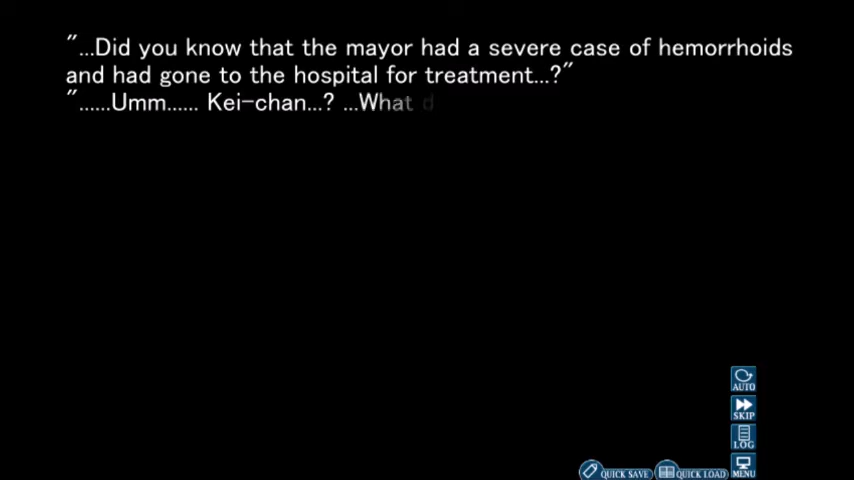 "...Did you know that the mayor had a severe case of hemorrhoids
and had gone to the hospital for treatment...?"
"......Umm...... Kei-chan...? ...What d
AUTO
SKIP
LOG
MENU
QUICK SAVE
QUICK LOAD